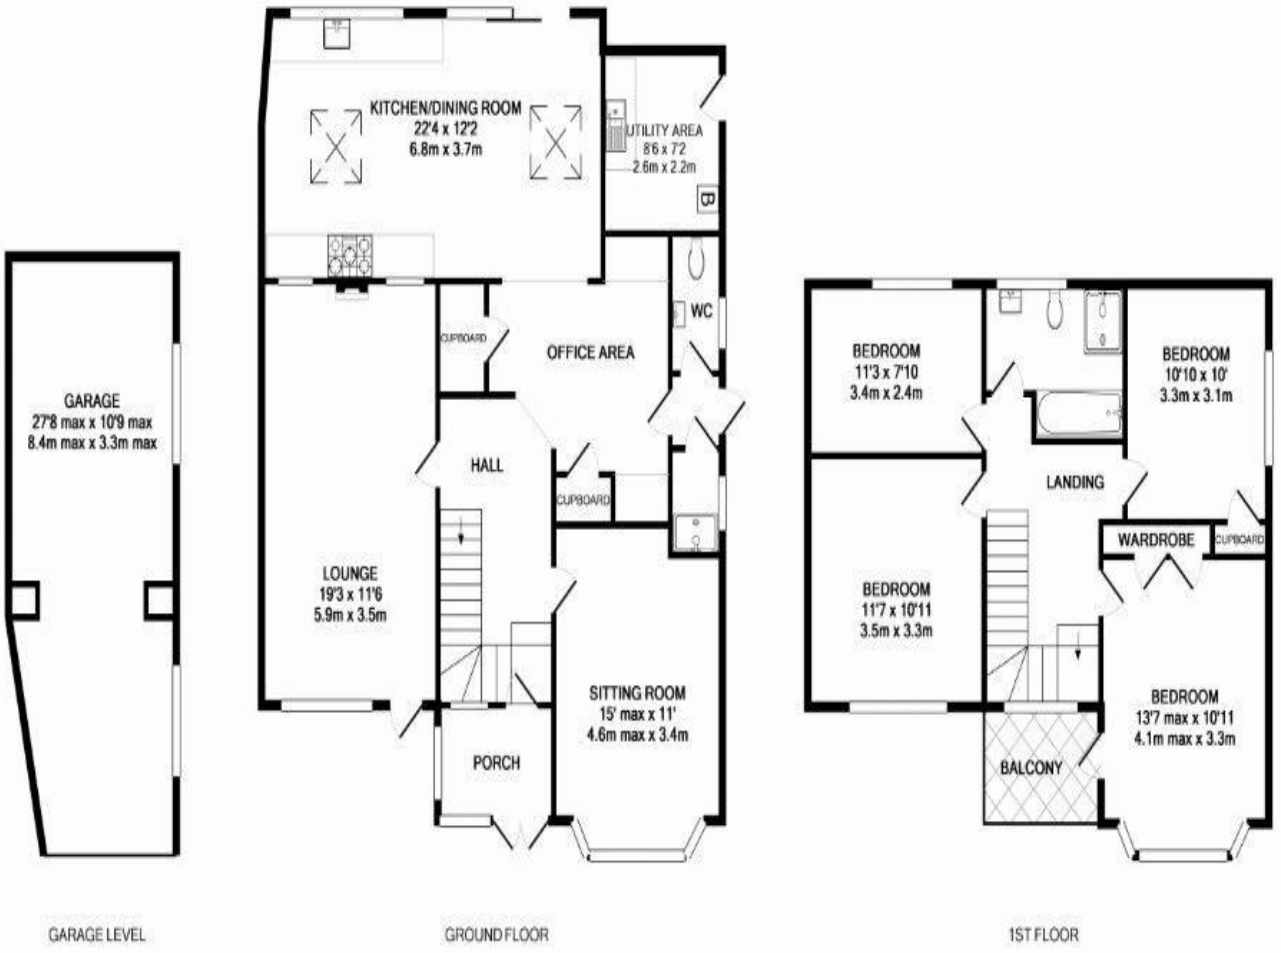 KITCHEN/DINING ROOM
22'4 x 12'2
6.8m x 3.7m
UTILITY AREA
8'6 x 7'2
2.6m x 2.2m
B
WC
CUPBOARD
OFFICE AREA
HALL
CUPBOARD
LOUNGE
19'3 x 11'6
5.9m x 3.5m
SITTING ROOM
15' max x 11'
4.6m max x 3.4m
PORCH
GARAGE
27'8 max x 10'9 max
8.4m max x 3.3m max
BEDROOM
11'3 x 7'10
3.4m x 2.4m
BEDROOM
10'10 x 10'
3.3m x 3.1m
LANDING
WARDROBE
CUPBOARD
BEDROOM
11'7 x 10'11
3.5m x 3.3m
BEDROOM
13'7 max x 10'11
4.1m max x 3.3m
BALCONY
GARAGE LEVEL
GROUND FLOOR
1ST FLOOR